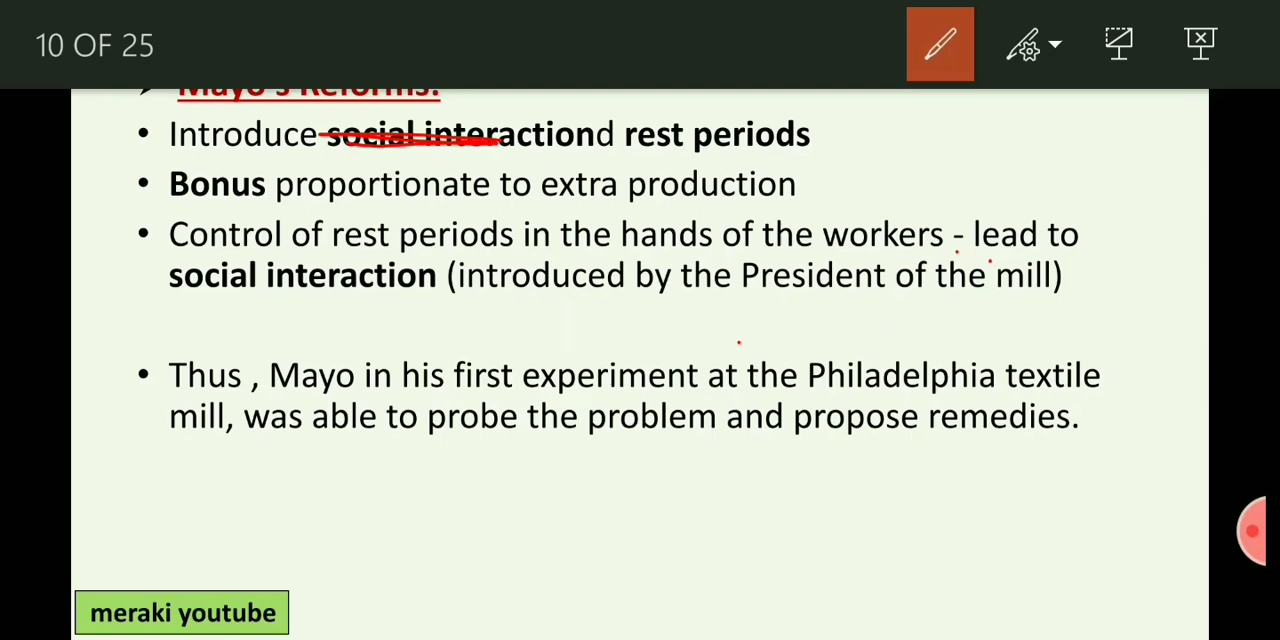 10 OF 25
Mayo's Reforms:
• Introduce social interactiond rest periods
• Bonus proportionate to extra production
• Control of rest periods in the hands of the workers - lead to
social interaction (introduced by the President of the mill)
• Thus , Mayo in his first experiment at the Philadelphia textile
mill, was able to probe the problem and propose remedies.
meraki youtube